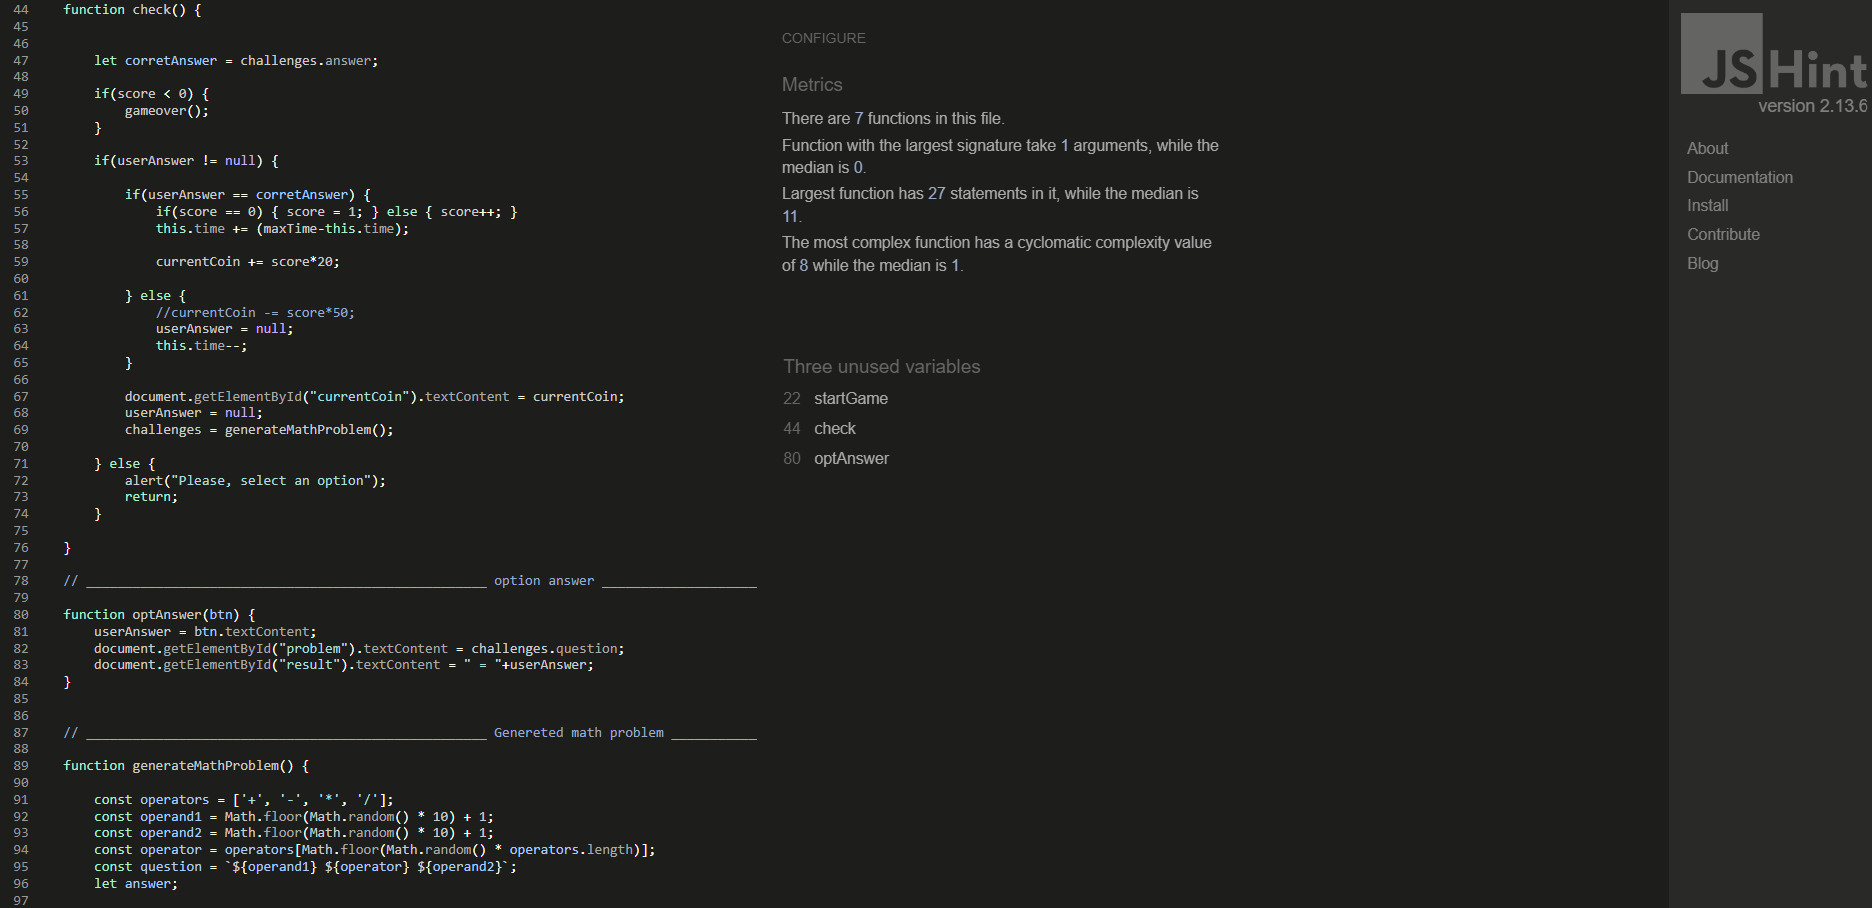 44 function check() {
45
46
47 let corretAnswer = challenges.answer;
48
49 if(score < 0) {
50 gameover();
51 }
52
53 if(userAnswer != null) {
54
55 if(userAnswer == corretAnswer) {
56 if(score == 0) { score = 1; } else { score++; }
57 this.time += (maxTime-this.time);
58
59 currentCoin += score*20;
60
61 } else {
62 //currentCoin -= score*50;
63 userAnswer = null;
64 this.time--;
65 }
66
67 document.getElementById("currentCoin").textContent = currentCoin;
68 userAnswer = null;
69 challenges = generateMathProblem();
70
71 } else {
72 alert("Please, select an option");
73 return;
74 }
75
76 }
77
78 // ____________________________________________________ option answer ____________________
79
80 function optAnswer(btn) {
81 userAnswer = btn.textContent;
82 document.getElementById("problem").textContent = challenges.question;
83 document.getElementById("result").textContent = " = "+userAnswer;
84 }
85
86
87 // ____________________________________________________ Genereted math problem ___________
88
89 function generateMathProblem() {
90
91 const operators = ['+', '-', '*', '/'];
92 const operand1 = Math.floor(Math.random() * 10) + 1;
93 const operand2 = Math.floor(Math.random() * 10) + 1;
94 const operator = operators[Math.floor(Math.random() * operators.length)];
95 const question = `${operand1} ${operator} ${operand2}`;
96 let answer;
97
CONFIGURE
Metrics
There are 7 functions in this file.
Function with the largest signature take 1 arguments, while the
median is 0.
Largest function has 27 statements in it, while the median is
11.
The most complex function has a cyclomatic complexity value
of 8 while the median is 1.
Three unused variables
22 startGame
44 check
80 optAnswer
JSHint
version 2.13.6
About
Documentation
Install
Contribute
Blog